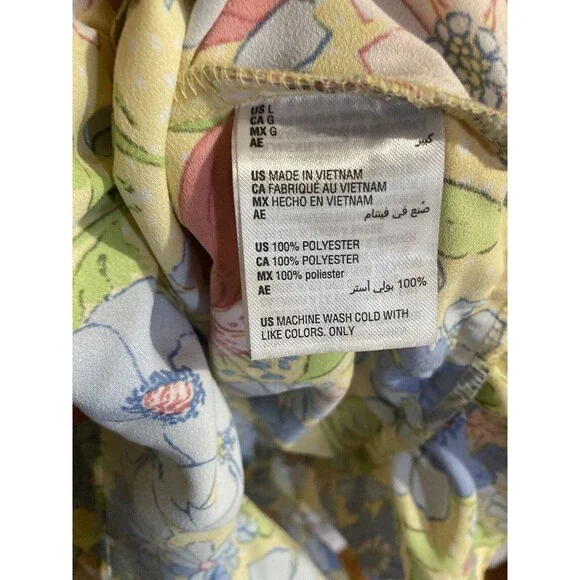 US L
CA G
MX G
AE كبير
US MADE IN VIETNAM
CA FABRIQUÉ AU VIETNAM
MX HECHO EN VIETNAM
AE صُنع في فيتنام
US 100% POLYESTER
CA 100% POLYESTER
MX 100% poliester
AE 100% بولي أستر
US MACHINE WASH COLD WITH
LIKE COLORS. ONLY